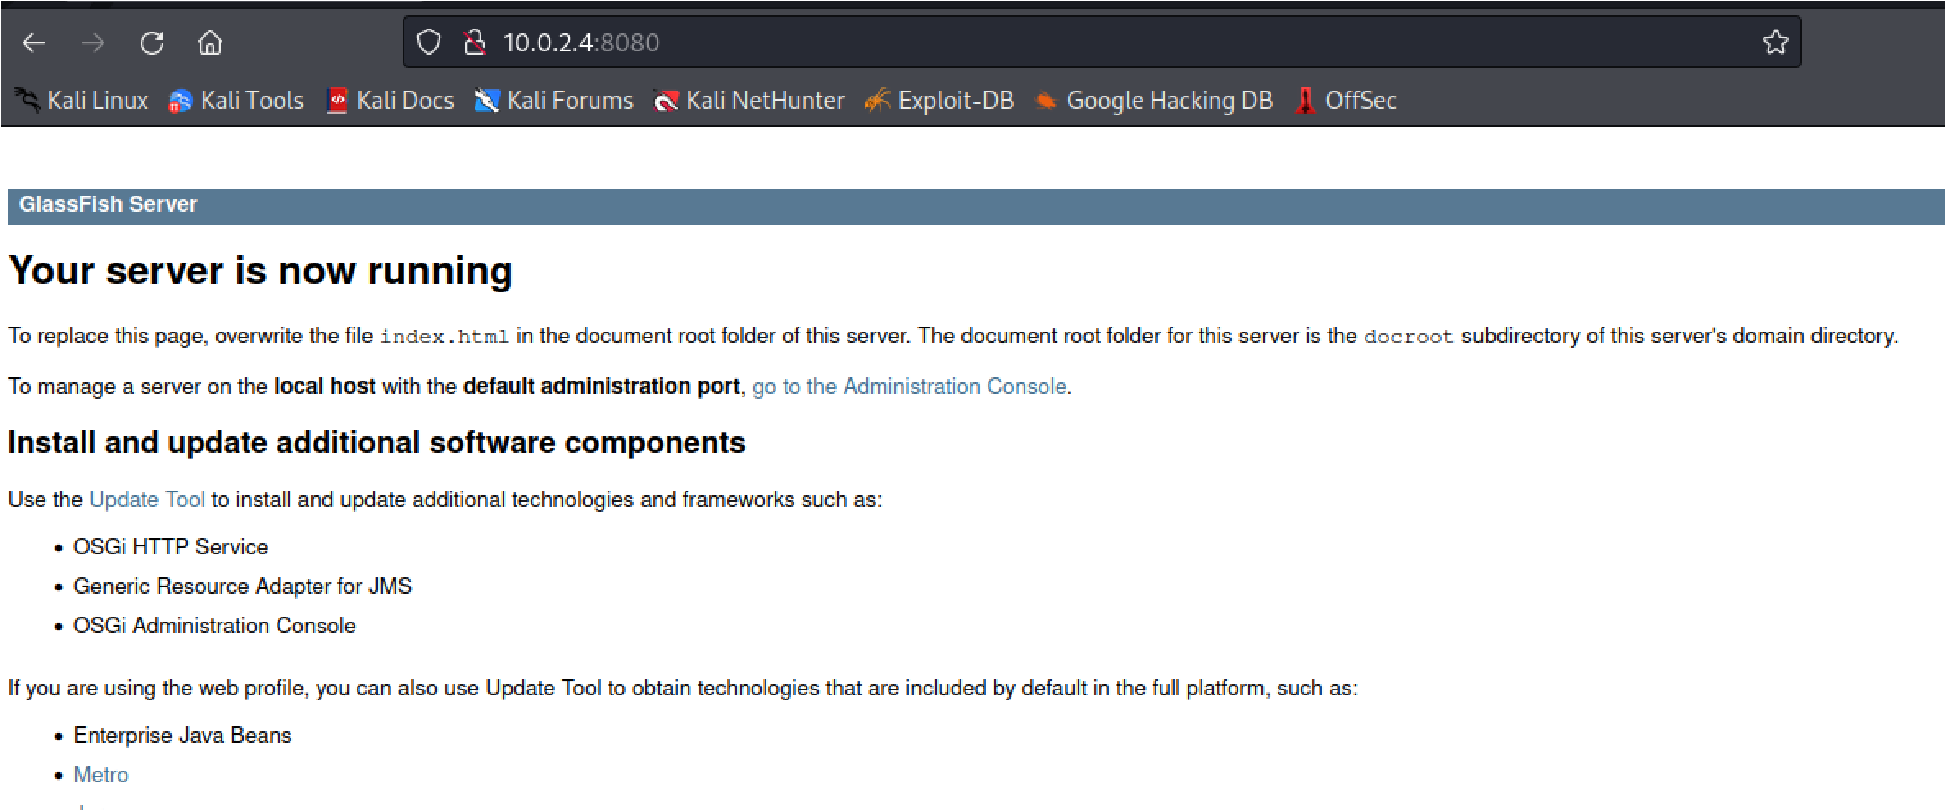 10.0.2.4:8080
Kali Linux Kali Tools Kali Docs Kali Forums Kali NetHunter Exploit-DB Google Hacking DB OffSec
GlassFish Server
Your server is now running
To replace this page, overwrite the file index.html in the document root folder of this server. The document root folder for this server is the docroot subdirectory of this server's domain directory.
To manage a server on the local host with the default administration port, go to the Administration Console.
Install and update additional software components
Use the Update Tool to install and update additional technologies and frameworks such as:
• OSGi HTTP Service
• Generic Resource Adapter for JMS
• OSGi Administration Console
If you are using the web profile, you can also use Update Tool to obtain technologies that are included by default in the full platform, such as:
• Enterprise Java Beans
• Metro